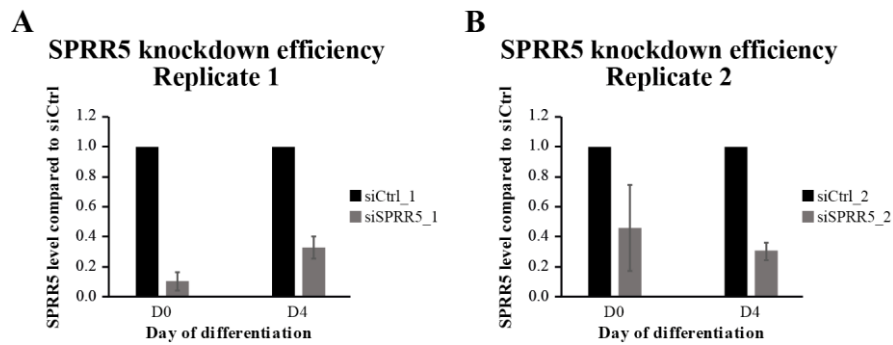 A
SPRR5 knockdown efficiency
Replicate 1
SPRR5 level compared to siCtrl
1.2
1.0
0.8
0.6
0.4
0.2
0.0
D0
D4
Day of differentiation
siCtrl_1
siSPRR5_1
B
SPRR5 knockdown efficiency
Replicate 2
SPRR5 level compared to siCtrl
1.2
1.0
0.8
0.6
0.4
0.2
0.0
D0
D4
Day of differentiation
siCtrl_2
siSPRR5_2